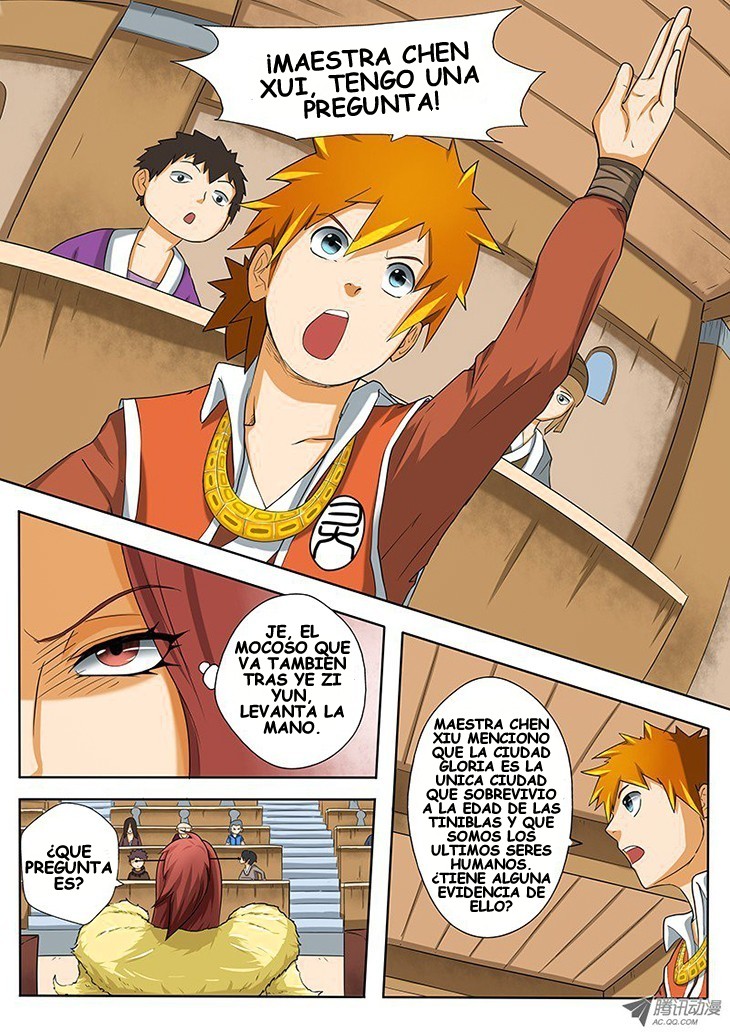 ¡MAESTRA CHEN
XUI, TENGO UNA
PREGUNTA!
JE, EL
MOCOSO QUE
VA TAMBIÉN
TRAS YE ZI
YUN,
LEVANTA LA
MANO.
¿QUE
PREGUNTA
ES?
MAESTRA CHEN
XIU MENCIONO
QUE LA CIUDAD
GLORIA ES LA
UNICA CIUDAD
QUE SOBREVIVIO
A LA EDAD DE LAS
TINIBLAS Y QUE
SOMOS LOS
ULTIMOS SERES
HUMANOS.
¿TIENE ALGUNA
EVIDENCIA DE
ELLO?
腾讯动漫
AC.QQ.COM